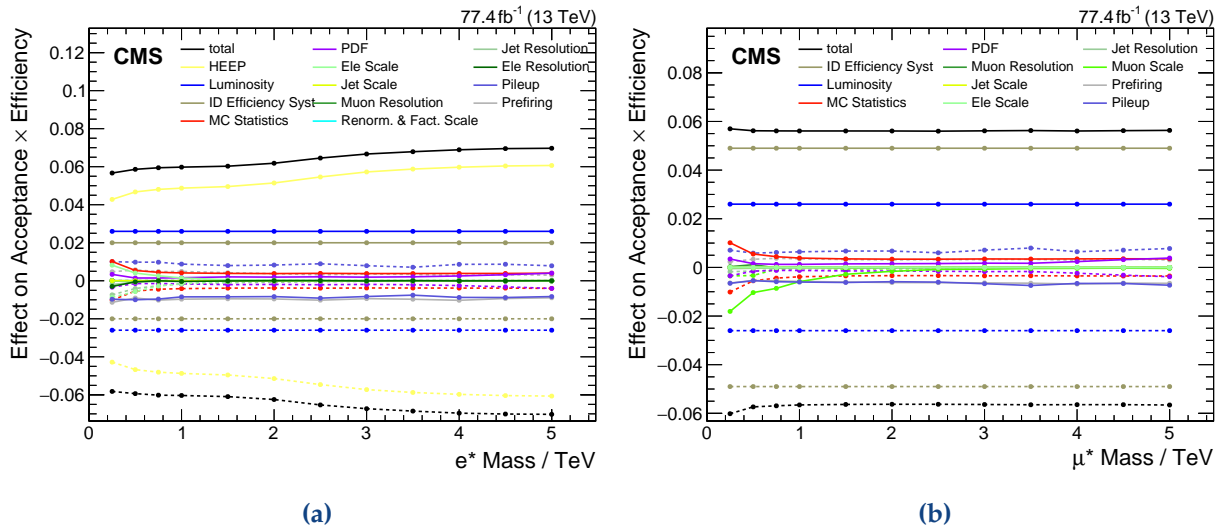 77.4 fb⁻¹ (13 TeV)
CMS
total
HEEP
Luminosity
ID Efficiency Syst
MC Statistics
PDF
Ele Scale
Jet Scale
Muon Resolution
Renorm. & Fact. Scale
Jet Resolution
Ele Resolution
Pileup
Prefiring
Effect on Acceptance × Efficiency
0.12
0.1
0.08
0.06
0.04
0.02
0
−0.02
−0.04
−0.06
0 1 2 3 4 5
e* Mass / TeV
(a)
77.4 fb⁻¹ (13 TeV)
CMS
total
ID Efficiency Syst
Luminosity
MC Statistics
PDF
Muon Resolution
Jet Scale
Ele Scale
Jet Resolution
Muon Scale
Prefiring
Pileup
Effect on Acceptance × Efficiency
0.08
0.06
0.04
0.02
0
−0.02
−0.04
−0.06
0 1 2 3 4 5
μ* Mass / TeV
(b)